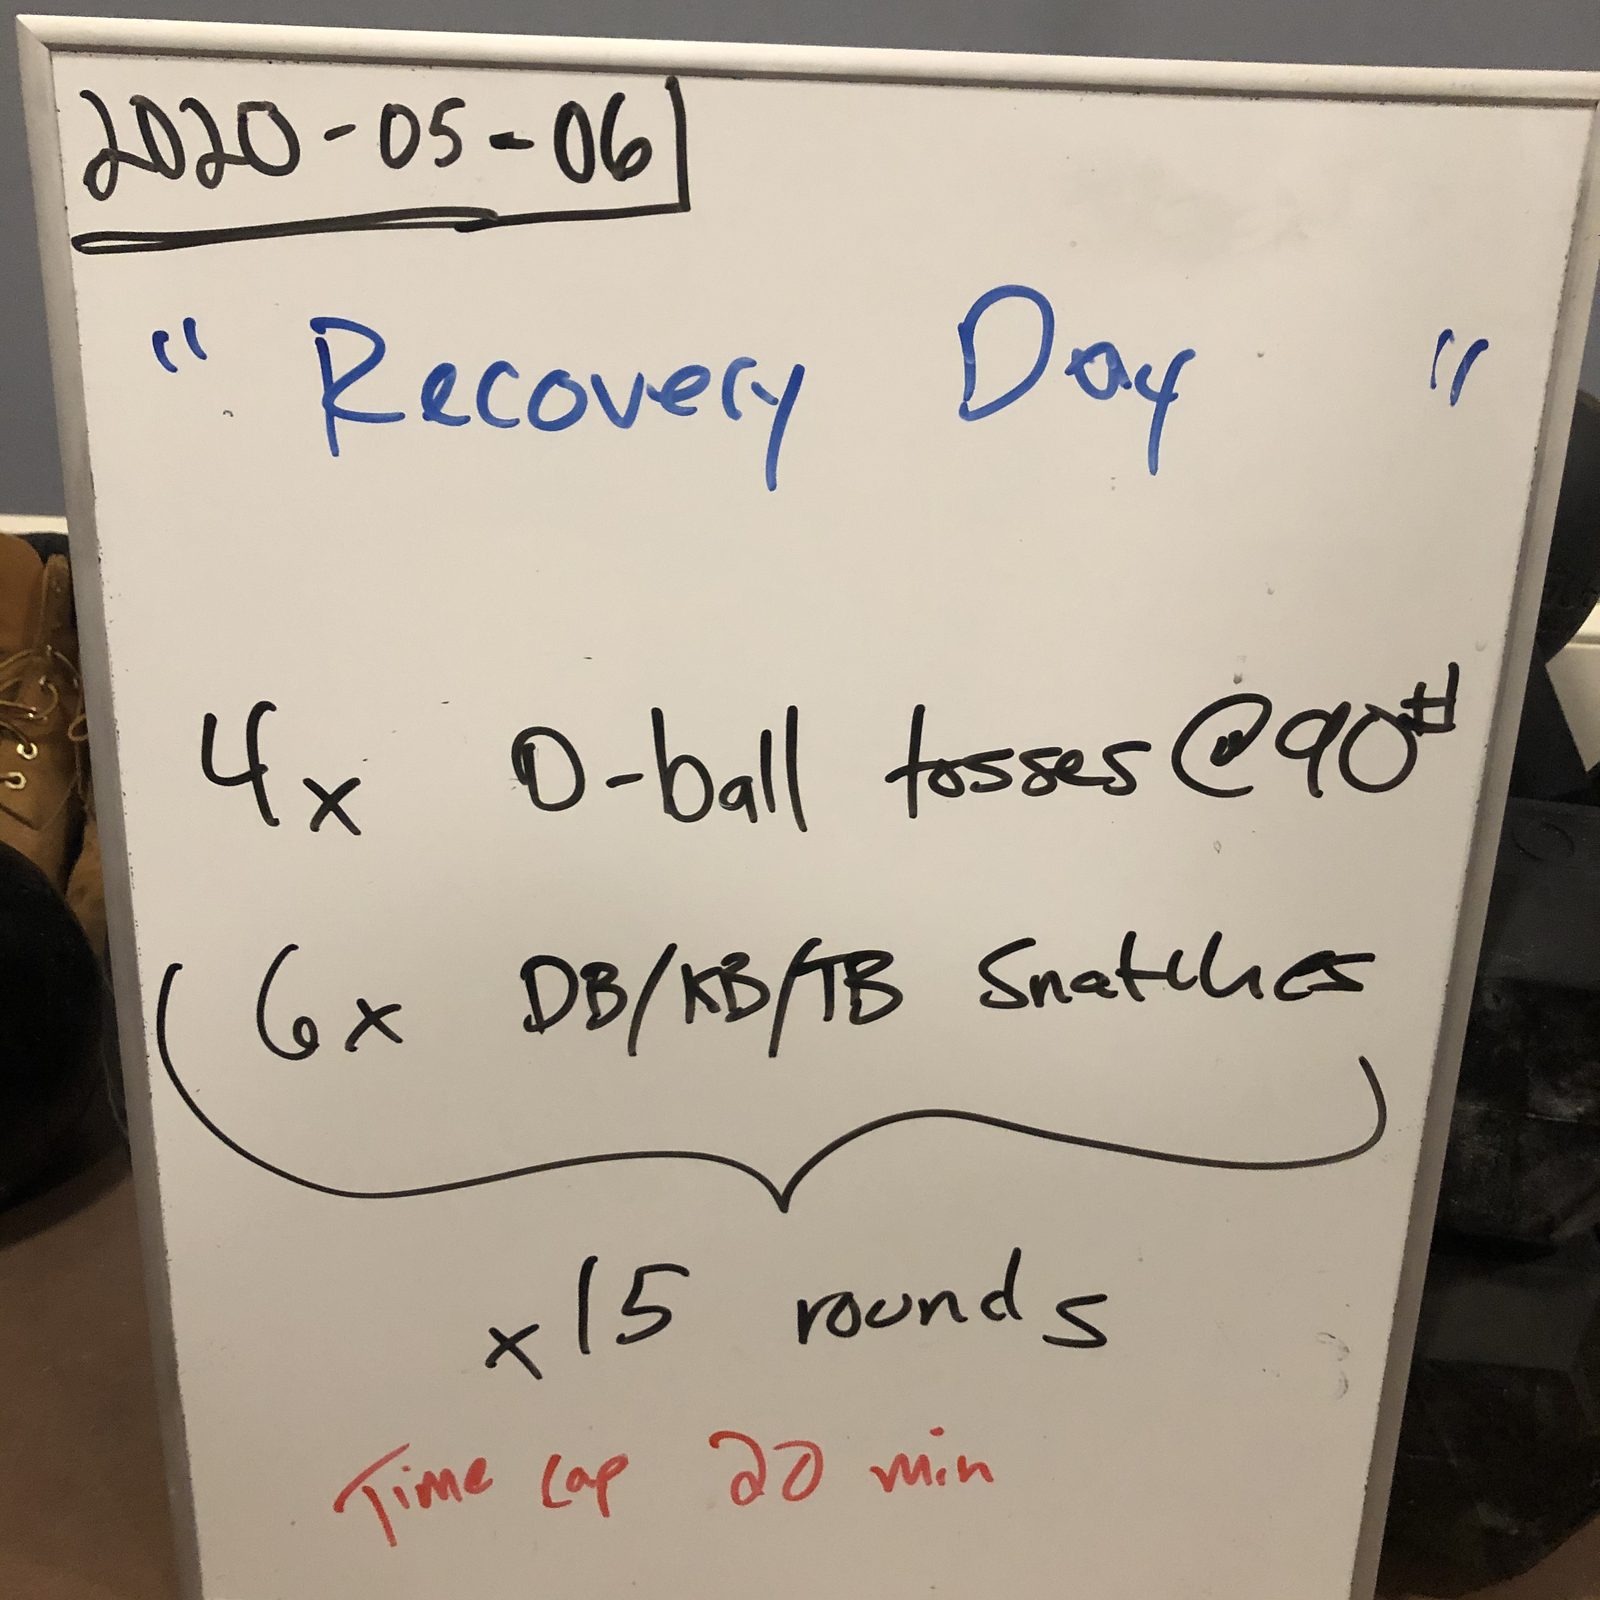 2020-05-06
"Recovery Day"
4x D-ball tosses @ 90#
6x DB/KB/TB Snatches
x15 rounds
Time cap 20 min